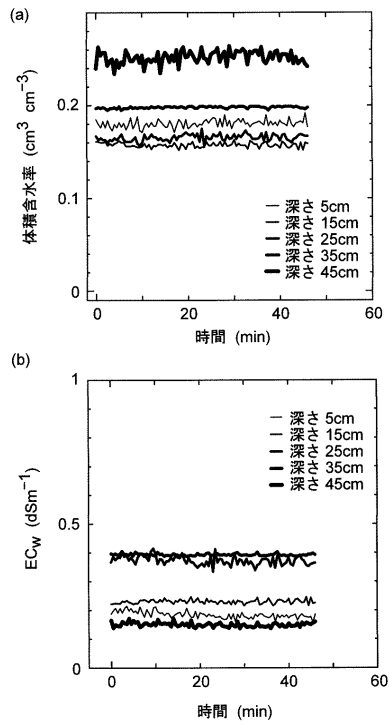 (a)
体積含水率 (cm³ cm⁻³)
0.2
0.1
0
深さ 5cm
深さ 15cm
深さ 25cm
深さ 35cm
深さ 45cm
0 20 40 60
時間 (min)
(b)
ECw (dSm⁻¹)
1
0.5
0
深さ 5cm
深さ 15cm
深さ 25cm
深さ 35cm
深さ 45cm
0 20 40 60
時間 (min)